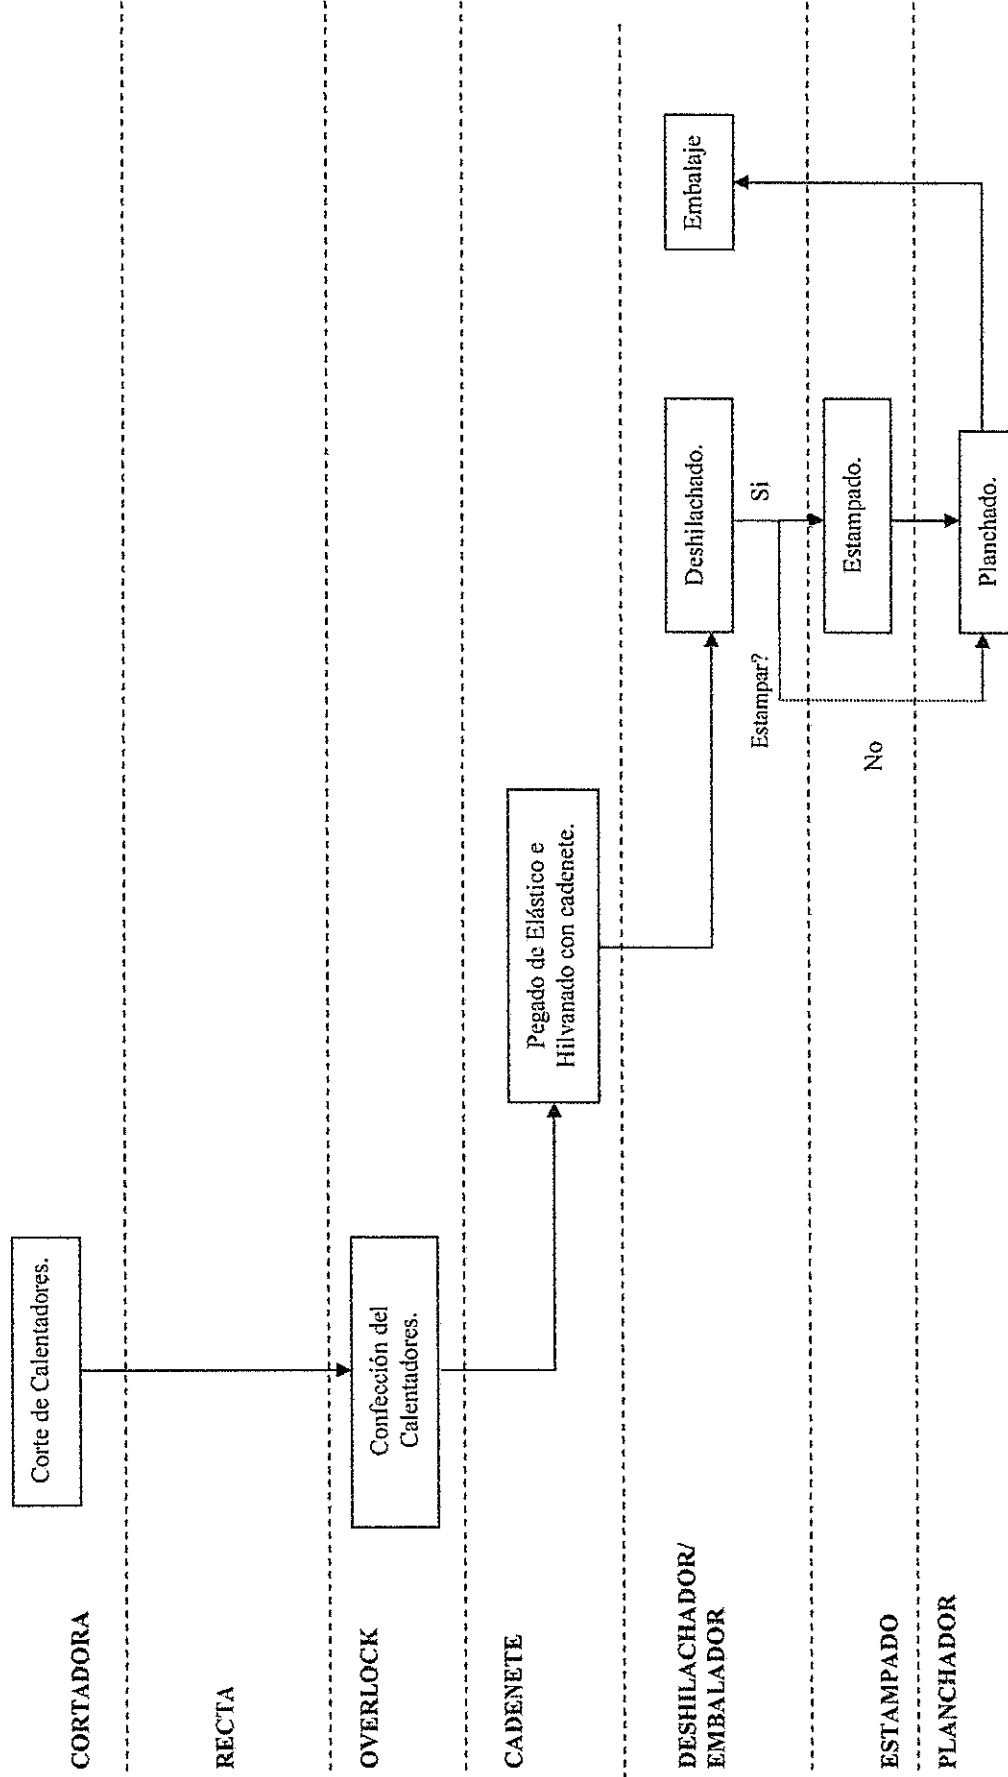 CORTADORA
Corte de Calentadores.
RECTA
OVERLOCK
Confección del
Calentadores.
CADENETE
Pegado de Elástico e
Hilvanado con cadenete.
DESHILACHADOR/
EMBALADOR
Deshilachado.
Embalaje
Estampar?
Si
No
ESTAMPADO
Estampado.
PLANCHADOR
Planchado.